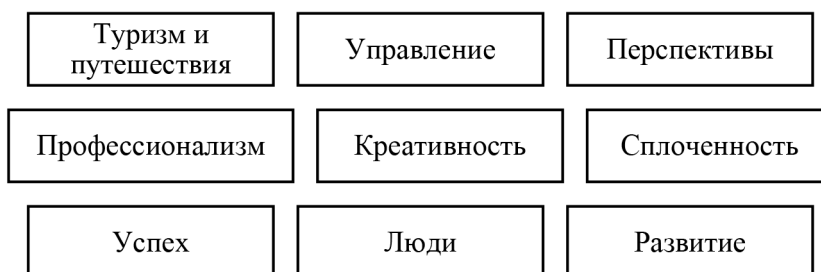 Туризм и
путешествия
Управление
Перспективы
Профессионализм
Креативность
Сплоченность
Успех
Люди
Развитие